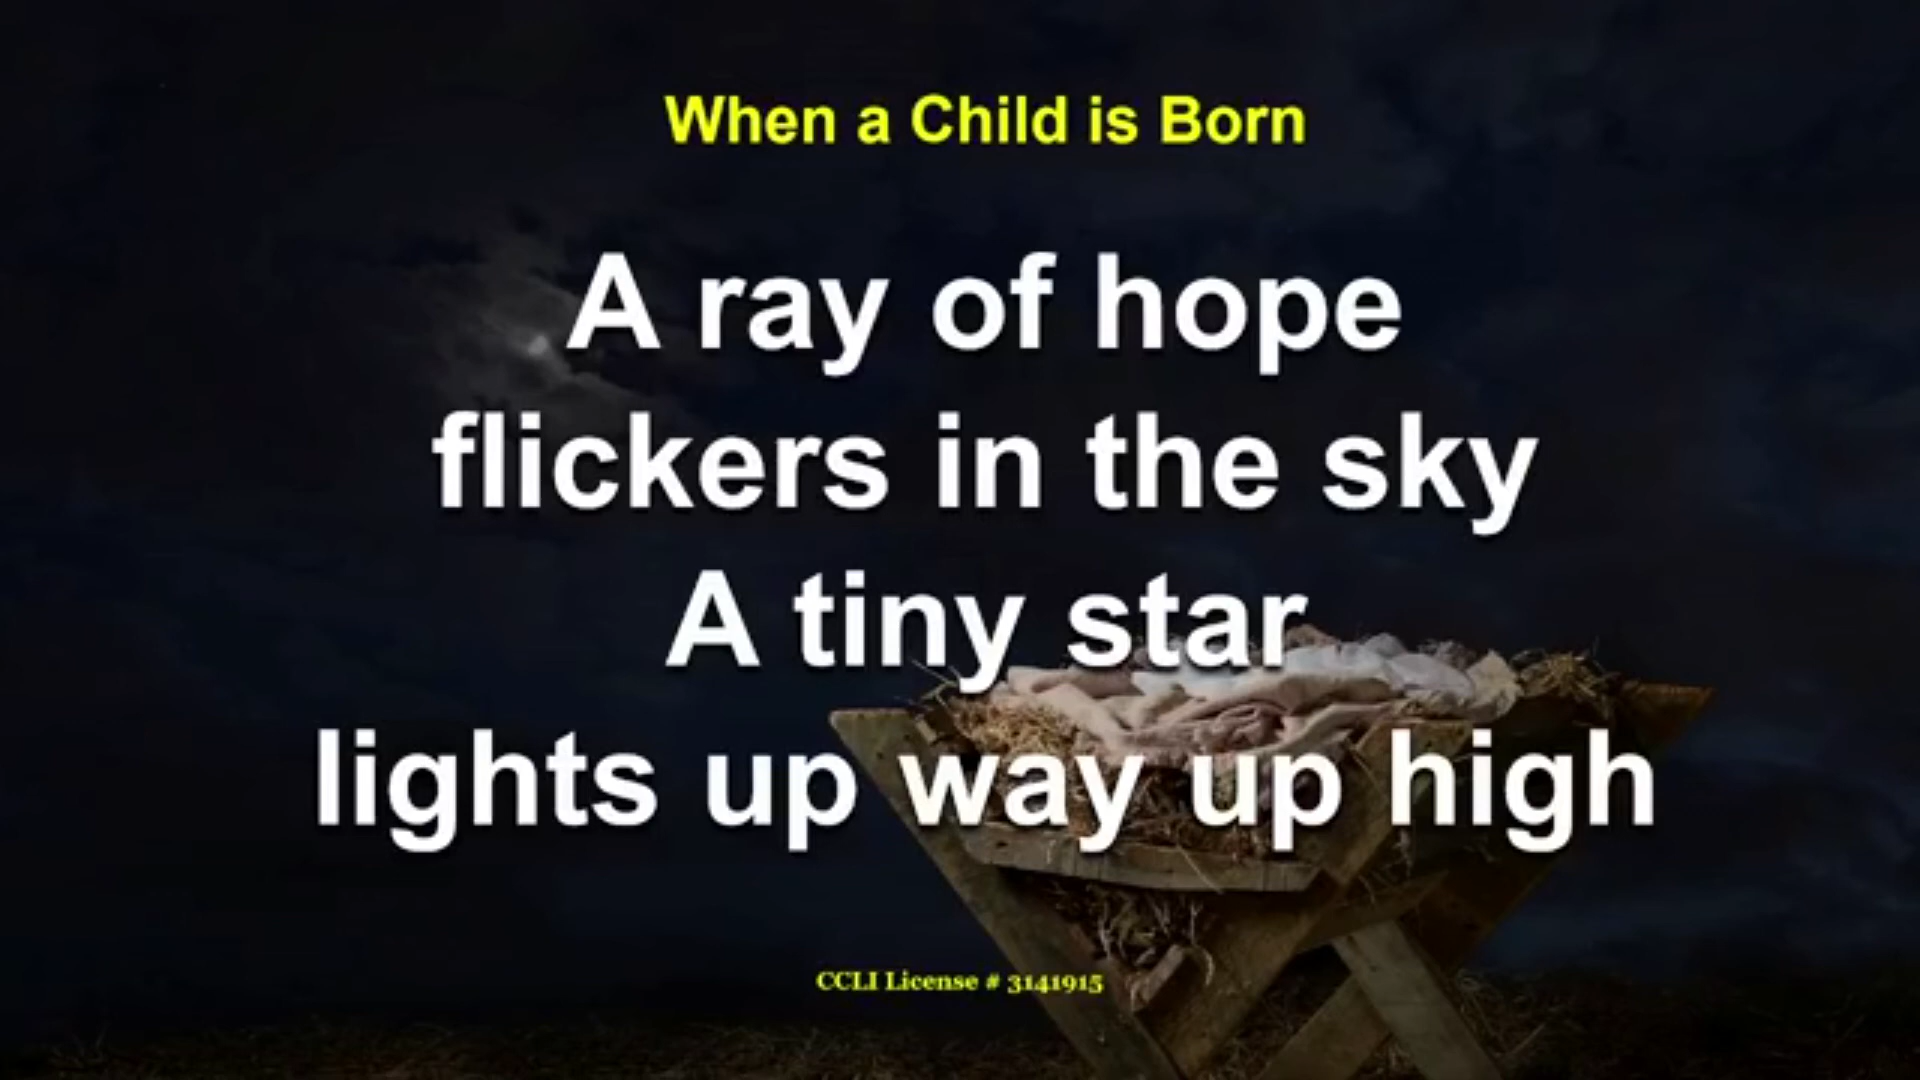 When a Child is Born
A ray of hope
flickers in the sky
A tiny star
lights up way up high
CCLI License # 3141915